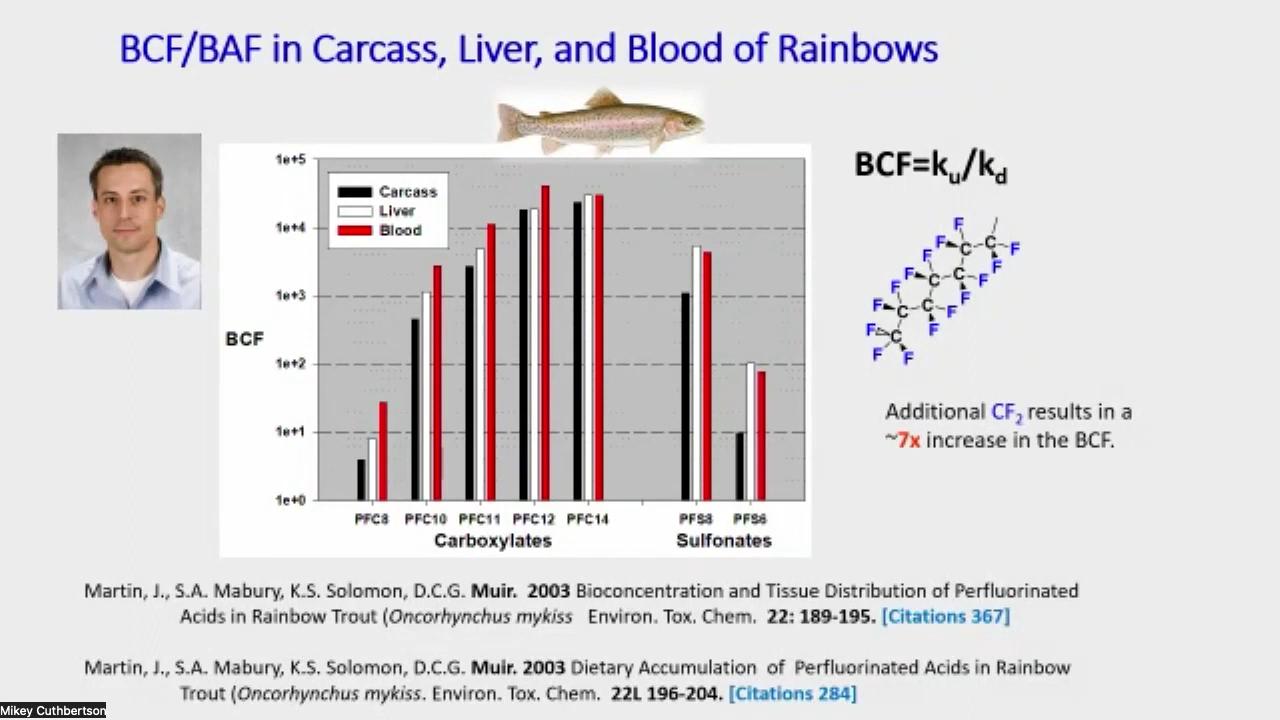 BCF/BAF in Carcass, Liver, and Blood of Rainbows
1e+5
1e+4
1e+3
1e+2
1e+1
1e+0
BCF
Carcass
Liver
Blood
PFC8 PFC10 PFC11 PFC12 PFC14 PFS8 PFS6
Carboxylates Sulfonates
BCF=ku/kd
F
F C F
F F
F C C F
F F
F C C F
F F
F C
F F
Additional CF2 results in a
~7x increase in the BCF.
Martin, J., S.A. Mabury, K.S. Solomon, D.C.G. Muir. 2003 Bioconcentration and Tissue Distribution of Perfluorinated
Acids in Rainbow Trout (Oncorhynchus mykiss Environ. Tox. Chem. 22: 189-195. [Citations 367]
Martin, J., S.A. Mabury, K.S. Solomon, D.C.G. Muir. 2003 Dietary Accumulation of Perfluorinated Acids in Rainbow
Trout (Oncorhynchus mykiss. Environ. Tox. Chem. 22L 196-204. [Citations 284]
Mikey Cuthbertson